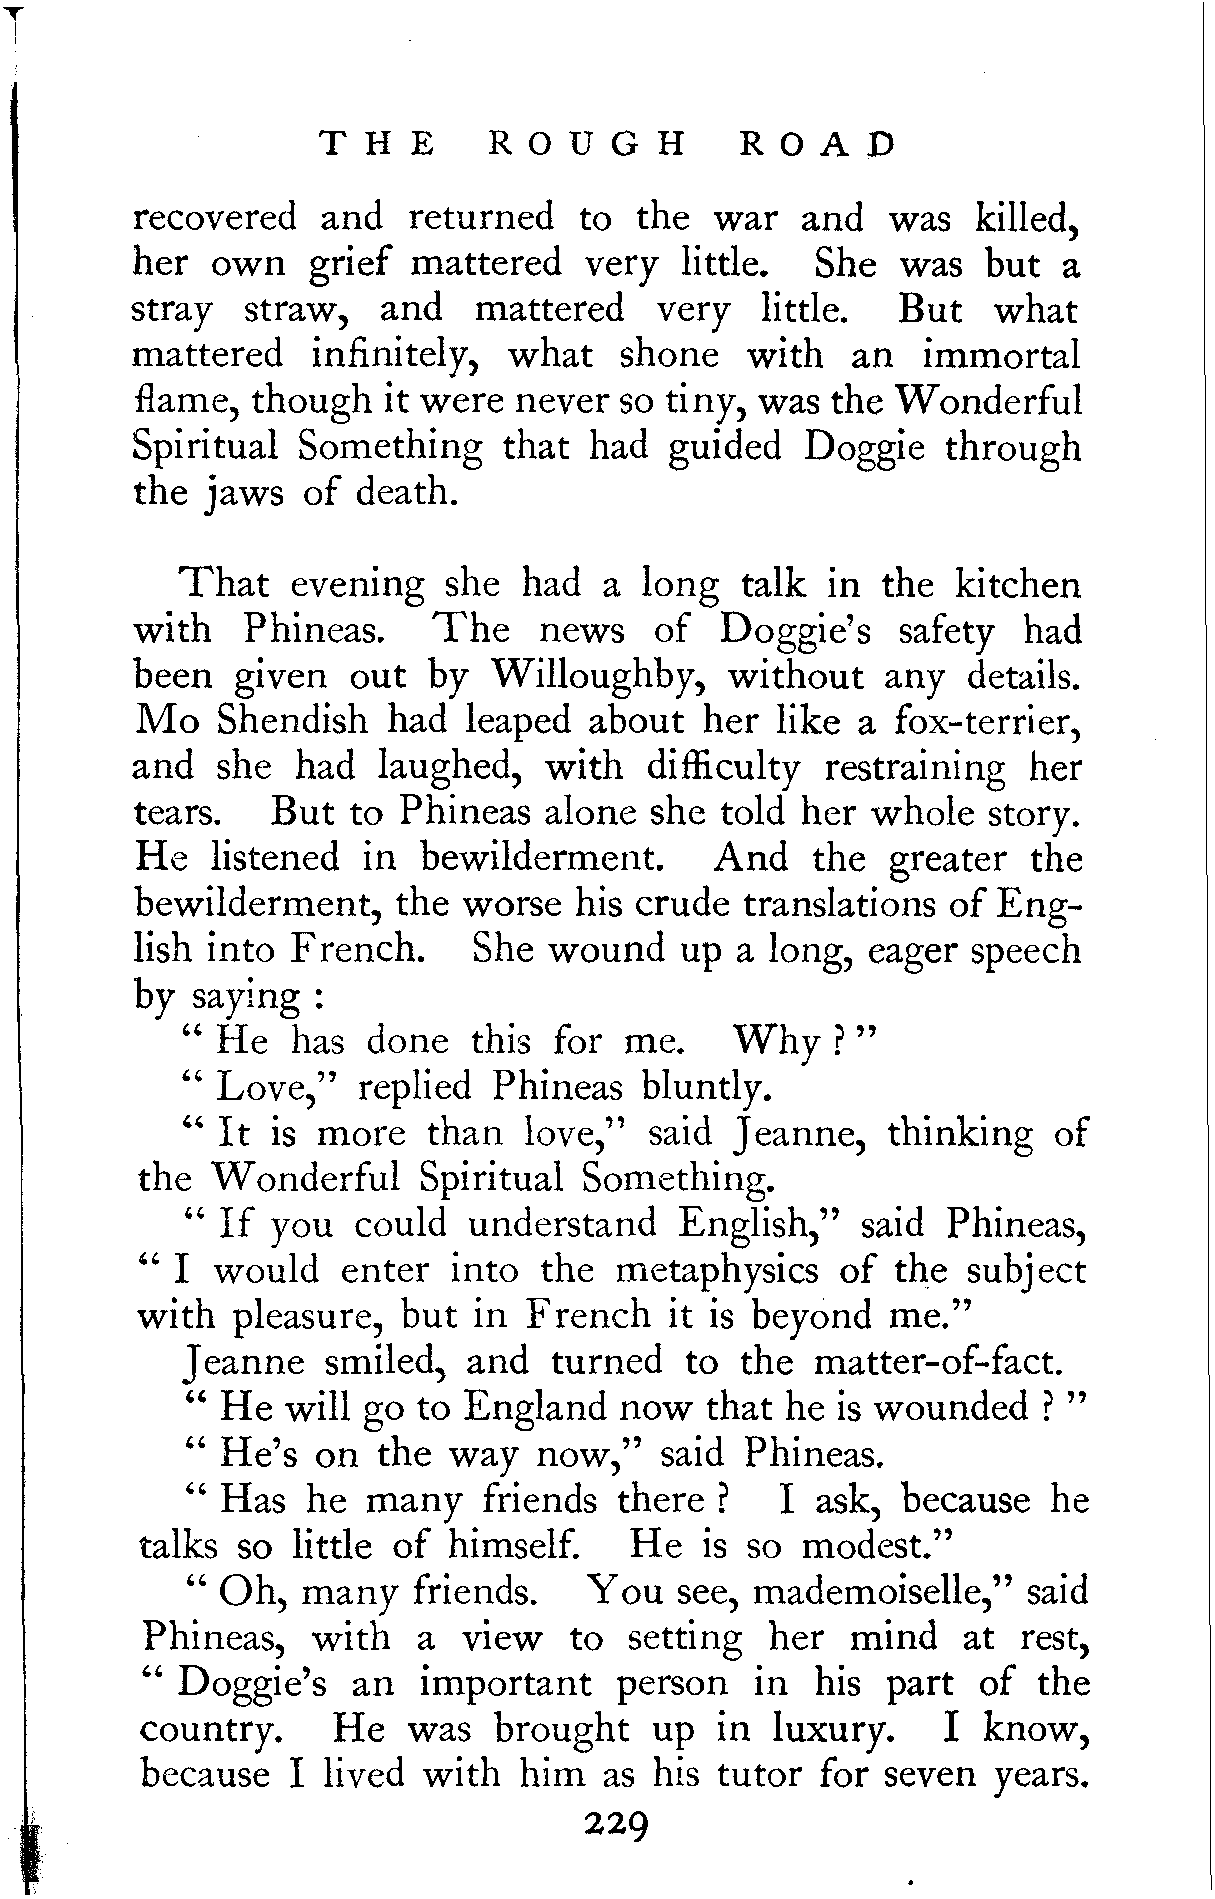 THE ROUGH ROAD
recovered and returned to the war and was killed,
her own grief mattered very little. She was but a
stray straw, and mattered very little. But what
mattered infinitely, what shone with an immortal
flame, though it were never so tiny, was the Wonderful
Spiritual Something that had guided Doggie through
the jaws of death.
That evening she had a long talk in the kitchen
with Phineas. The news of Doggie's safety had
been given out by Willoughby, without any details.
Mo Shendish had leaped about her like a fox-terrier,
and she had laughed, with difficulty restraining her
tears. But to Phineas alone she told her whole story.
He listened in bewilderment. And the greater the
bewilderment, the worse his crude translations of Eng-
lish into French. She wound up a long, eager speech
by saying :
" He has done this for me. Why ? "
" Love," replied Phineas bluntly.
" It is more than love," said Jeanne, thinking of
the Wonderful Spiritual Something.
" If you could understand English," said Phineas,
" I would enter into the metaphysics of the subject
with pleasure, but in French it is beyond me."
Jeanne smiled, and turned to the matter-of-fact.
" He will go to England now that he is wounded ? "
" He's on the way now," said Phineas.
" Has he many friends there ? I ask, because he
talks so little of himself. He is so modest."
" Oh, many friends. You see, mademoiselle," said
Phineas, with a view to setting her mind at rest,
" Doggie's an important person in his part of the
country. He was brought up in luxury. I know,
because I lived with him as his tutor for seven years.
229